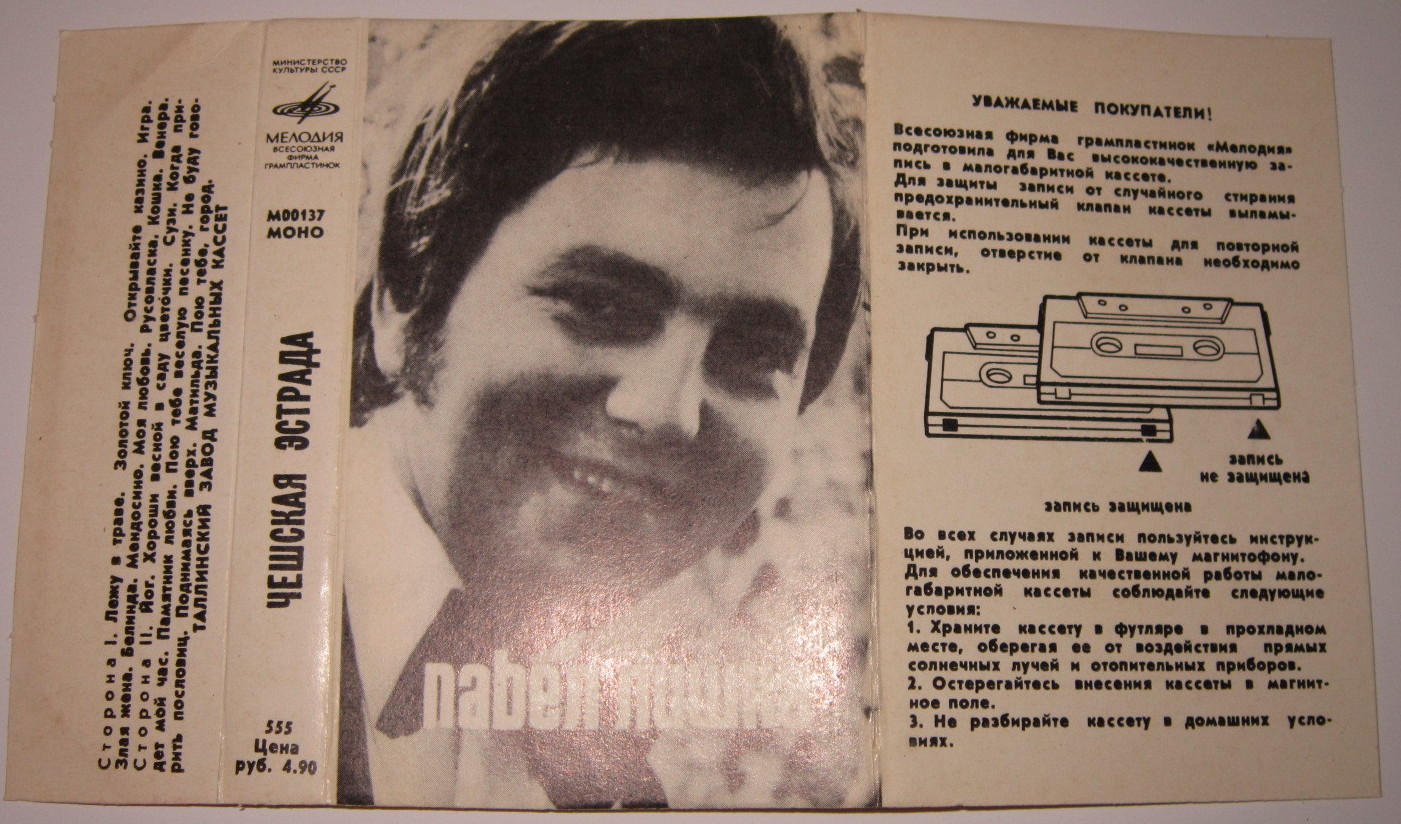 Сторона I. Лежу в траве. Золотой ключ. Открывайте казино. Игра.
Злая жена. Белинда. Мендосино. Моя любовь. Русовласка. Кошка. Венера.
Сторона II. Йог. Хороши весной в саду цветочки. Сузи. Когда при-
дет мой час. Памятник любви. Пою тебе веселую песенку. Не буду гово-
рить пословиц. Поднимаясь вверх. Матильда. Пою тебе, город.
ТАЛЛИНСКИЙ ЗАВОД МУЗЫКАЛЬНЫХ КАССЕТ
МИНИСТЕРСТВО
КУЛЬТУРЫ СССР
МЕЛОДИЯ
ВСЕСОЮЗНАЯ
ФИРМА
ГРАМПЛАСТИНОК
М00137
МОНО
ЧЕШСКАЯ ЭСТРАДА
555
Цена
руб. 4.90
павел
УВАЖАЕМЫЕ ПОКУПАТЕЛИ!
Всесоюзная фирма грампластинок «Мелодия»
подготовила для Вас высококачественную за-
пись в малогабаритной кассете.
Для защиты записи от случайного стирания
предохранительный клапан кассеты выламы-
вается.
При использовании кассеты для повторной
записи, отверстие от клапана необходимо
закрыть.
запись
не защищена
запись защищена
Во всех случаях записи пользуйтесь инструк-
цией, приложенной к Вашему магнитофону.
Для обеспечения качественной работы мало-
габаритной кассеты соблюдайте следующие
условия:
1. Храните кассету в футляре в прохладном
месте, оберегая ее от воздействия прямых
солнечных лучей и отопительных приборов.
2. Остерегайтесь внесения кассеты в магнит-
ное поле.
3. Не разбирайте кассету в домашних усло-
виях.